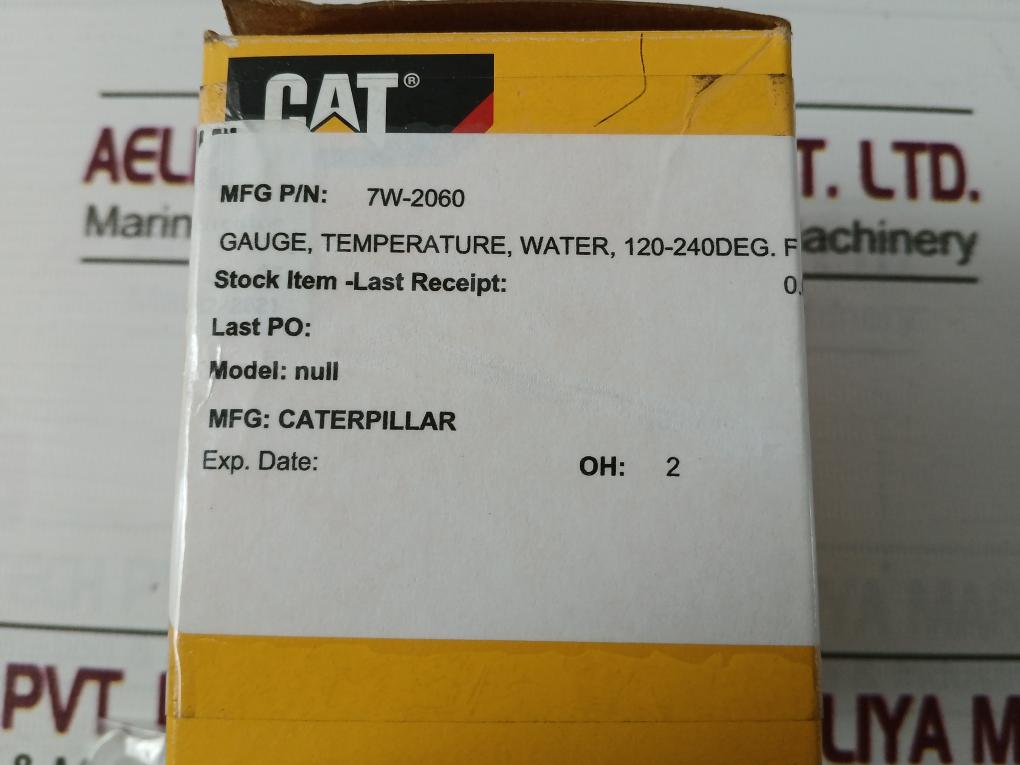 CAT®
MFG P/N: 7W-2060
GAUGE, TEMPERATURE, WATER, 120-240DEG. F
Stock Item -Last Receipt: 0.
Last PO:
Model: null
MFG: CATERPILLAR
Exp. Date: OH: 2
AEL T. LTD.
Marin achinery
PVT. L LIYA M